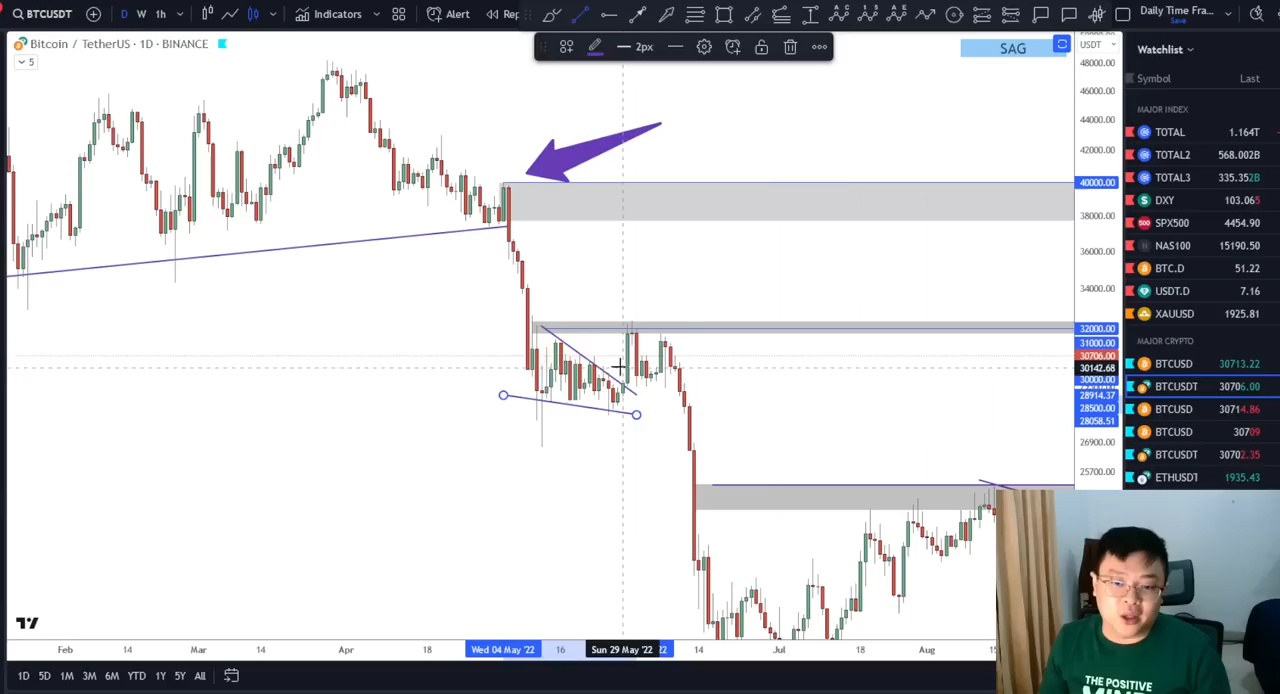 BTCUSDT D W 1h Indicators Alert Rep Daily Time Fra... Save
2px
Bitcoin / TetherUS · 1D · BINANCE
5
SAG
USDT
48000.00
46000.00
44000.00
42000.00
40000.00
38000.00
36000.00
34000.00
32000.00
31000.00
30706.00
30142.68
30000.00
28914.37
28500.00
28058.51
26900.00
25700.00
Watchlist
Symbol Last
MAJOR INDEX
TOTAL 1.164T
TOTAL2 568.002B
TOTAL3 335.352B
DXY 103.065
SPX500 4454.90
NAS100 15190.50
BTC.D 51.22
USDT.D 7.16
XAUUSD 1925.81
MAJOR CRYPTO
BTCUSD 30713.22
BTCUSDT 30706.00
BTCUSD 30714.86
BTCUSD 30709
BTCUSDT 30702.35
ETHUSDT 1935.43
Feb 14 Mar 14 Apr 18 Wed 04 May '22 16 Sun 29 May '22 22 14 Jul 18 Aug 15
1D 5D 1M 3M 6M YTD 1Y 5Y All
THE POSITIVE